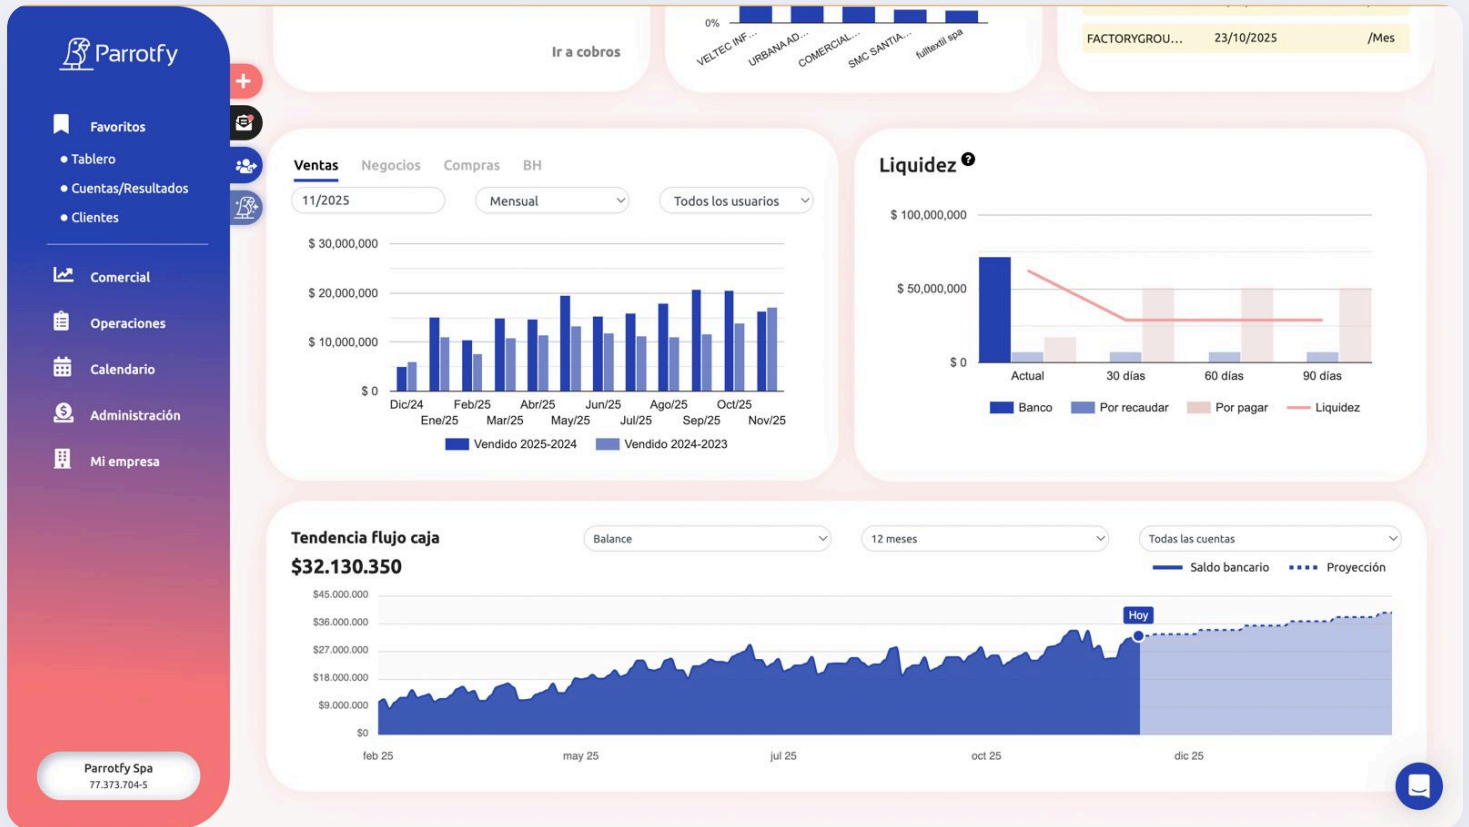 Parrotfy
Favoritos
Tablero
Cuentas/Resultados
Clientes
Comercial
Operaciones
Calendario
Administración
Mi empresa
Parrotfy Spa
77.373.704-5
Ir a cobros
0%
VELTEC INF...
URBANA AD...
COMERCIAL...
SMC SANTIA...
fulltextil spa
FACTORYGROU... 23/10/2025 /Mes
Ventas Negocios Compras BH
11/2025 Mensual Todos los usuarios
$ 30,000,000
$ 20,000,000
$ 10,000,000
$ 0
Dic/24 Feb/25 Abr/25 Jun/25 Ago/25 Oct/25
Ene/25 Mar/25 May/25 Jul/25 Sep/25 Nov/25
Vendido 2025-2024 Vendido 2024-2023
Liquidez ?
$ 100,000,000
$ 50,000,000
$ 0
Actual 30 días 60 días 90 días
Banco Por recaudar Por pagar Liquidez
Tendencia flujo caja Balance 12 meses Todas las cuentas
$32.130.350
Saldo bancario Proyección
$45.000.000
$36.000.000
$27.000.000
$18.000.000
$9.000.000
$0
Hoy
feb 25 may 25 jul 25 oct 25 dic 25